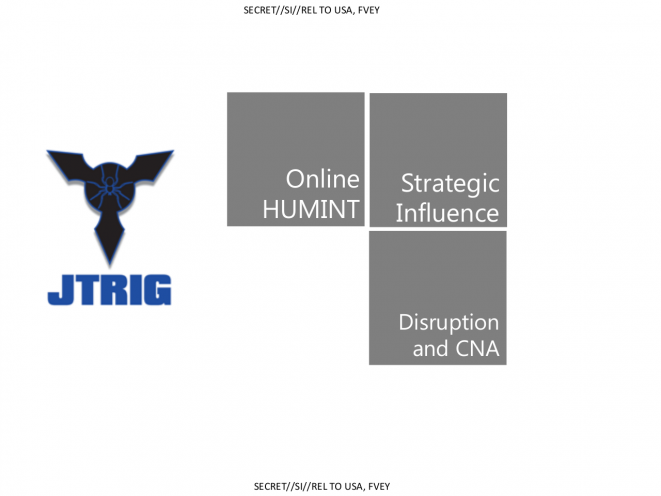 SECRET//SI//REL TO USA, FVEY
Online
HUMINT
Strategic
Influence
JTRIG
Disruption
and CNA
SECRET//SI//REL TO USA, FVEY